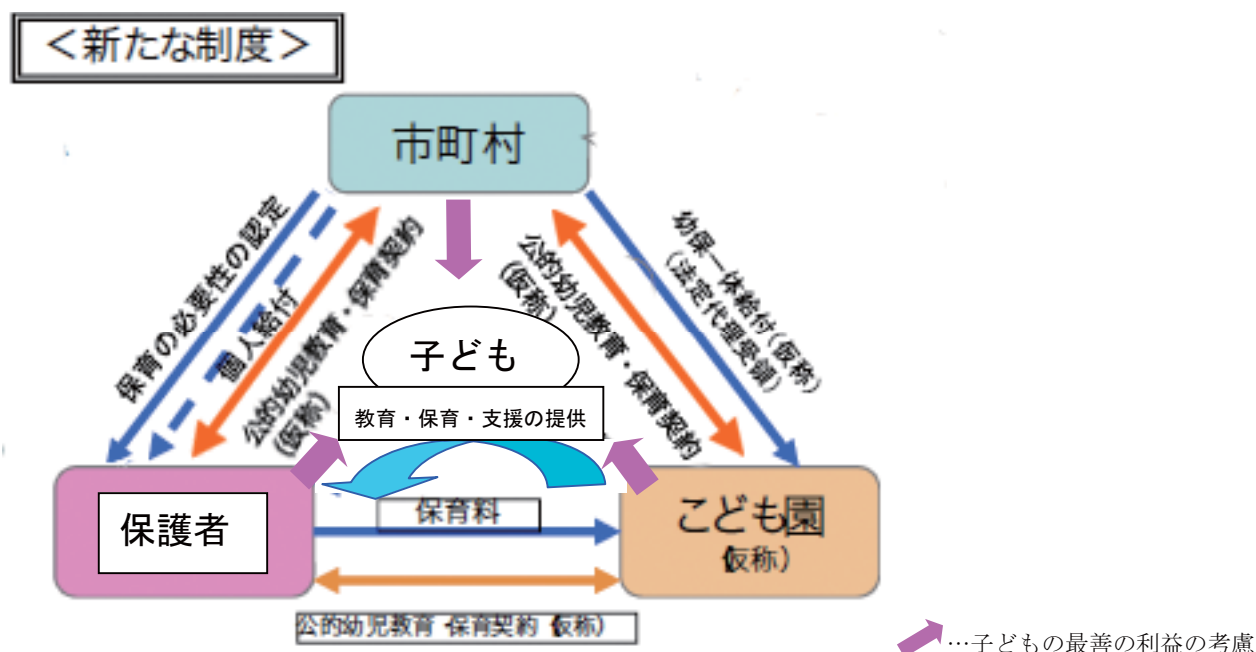 ＜新たな制度＞
市町村
保育の必要性の認定
個人給付
公的幼児教育・保育契約
（仮称）
公的幼児教育・保育契約
（仮称）
幼保一体給付（仮称）
（法定代理受領）
子ども
教育・保育・支援の提供
保護者
保育料
こども園
（仮称）
公的幼児教育・保育契約（仮称）
…子どもの最善の利益の考慮